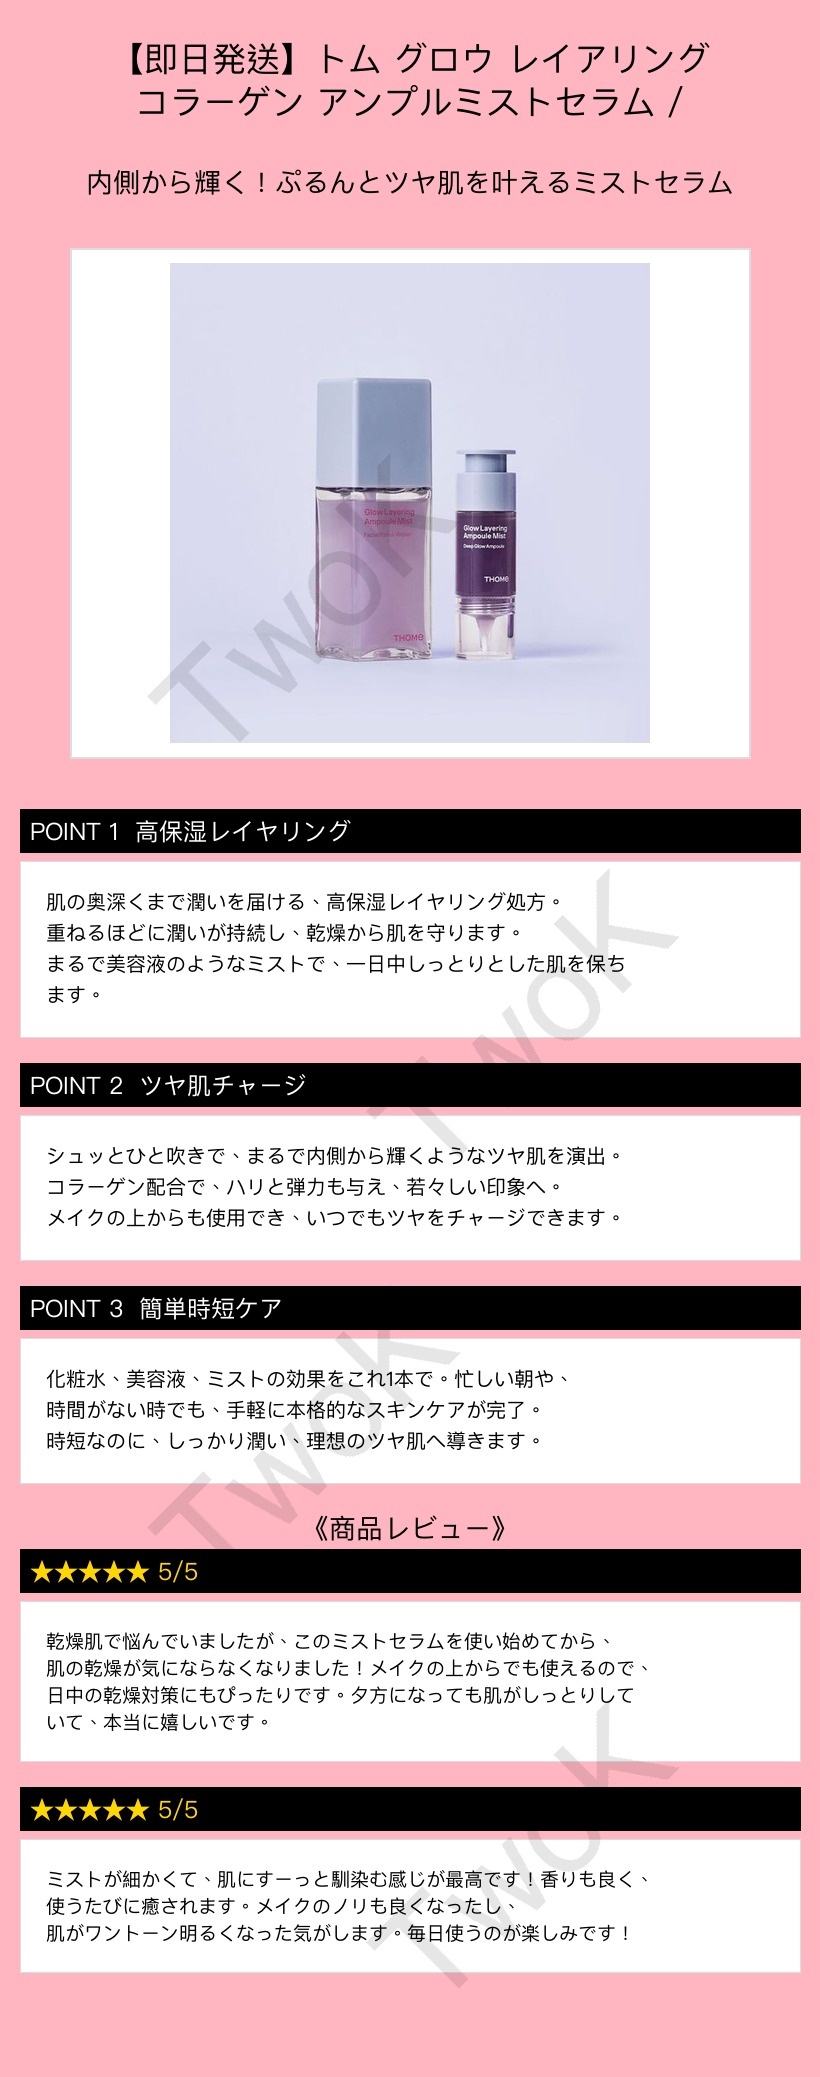 【即日発送】トム グロウ レイアリング
コラーゲン アンプルミストセラム /
内側から輝く！ぷるんとツヤ肌を叶えるミストセラム
Glow Layering
Ampoule Mist
THOME
Glow Layering
Ampoule Mist
Deep Glow Ampoule
THOME
TwoK
POINT 1 高保湿レイヤリング
肌の奥深くまで潤いを届ける、高保湿レイヤリング処方。
重ねるほどに潤いが持続し、乾燥から肌を守ります。
まるで美容液のようなミストで、一日中しっとりとした肌を保ち
ます。
TwoK
POINT 2 ツヤ肌チャージ
シュッとひと吹きで、まるで内側から輝くようなツヤ肌を演出。
コラーゲン配合で、ハリと弾力も与え、若々しい印象へ。
メイクの上からも使用でき、いつでもツヤをチャージできます。
POINT 3 簡単時短ケア
化粧水、美容液、ミストの効果をこれ1本で。忙しい朝や、
時間がない時でも、手軽に本格的なスキンケアが完了。
時短なのに、しっかり潤い、理想のツヤ肌へ導きます。
TwoK
《商品レビュー》
★★★★★ 5/5
乾燥肌で悩んでいましたが、このミストセラムを使い始めてから、
肌の乾燥が気にならなくなりました！メイクの上からでも使えるので、
日中の乾燥対策にもぴったりです。夕方になっても肌がしっとりして
いて、本当に嬉しいです。
★★★★★ 5/5
ミストが細かくて、肌にすーっと馴染む感じが最高です！香りも良く、
使うたびに癒されます。メイクのノリも良くなったし、
肌がワントーン明るくなった気がします。毎日使うのが楽しみです！
TwoK